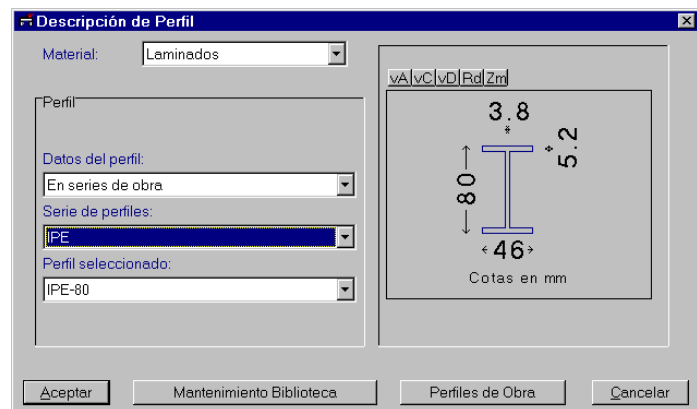 Descripción de Perfil
Material: Laminados
vA vC vD Rd Zm
Perfil
3.8
5.2
80
46
Cotas en mm
Datos del perfil:
En series de obra
Serie de perfiles:
IPE
Perfil seleccionado:
IPE-80
Aceptar Mantenimiento Biblioteca Perfiles de Obra Cancelar